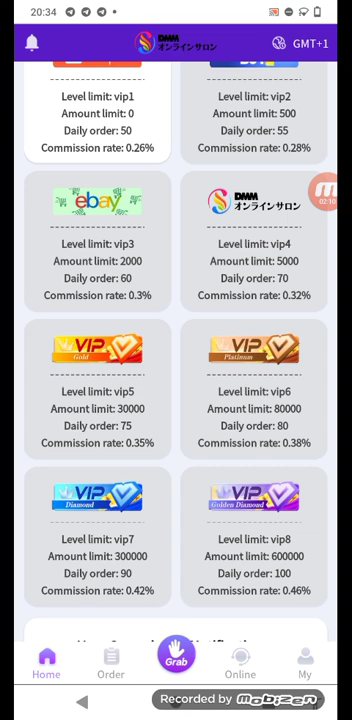 20:34
DMM
オンラインサロン
GMT+1
Level limit: vip1
Amount limit: 0
Daily order: 50
Commission rate: 0.26%
Level limit: vip2
Amount limit: 500
Daily order: 55
Commission rate: 0.28%
ebay
Level limit: vip3
Amount limit: 2000
Daily order: 60
Commission rate: 0.3%
DMM
オンラインサロン
02:10
Level limit: vip4
Amount limit: 5000
Daily order: 70
Commission rate: 0.32%
VIP
Gold
Level limit: vip5
Amount limit: 30000
Daily order: 75
Commission rate: 0.35%
VIP
Platinum
Level limit: vip6
Amount limit: 80000
Daily order: 80
Commission rate: 0.38%
VIP
Diamond
Level limit: vip7
Amount limit: 300000
Daily order: 90
Commission rate: 0.42%
VIP
Golden Diamond
Level limit: vip8
Amount limit: 600000
Daily order: 100
Commission rate: 0.46%
Home
Order
Grab
Online
My
Recorded by MOBIZEN